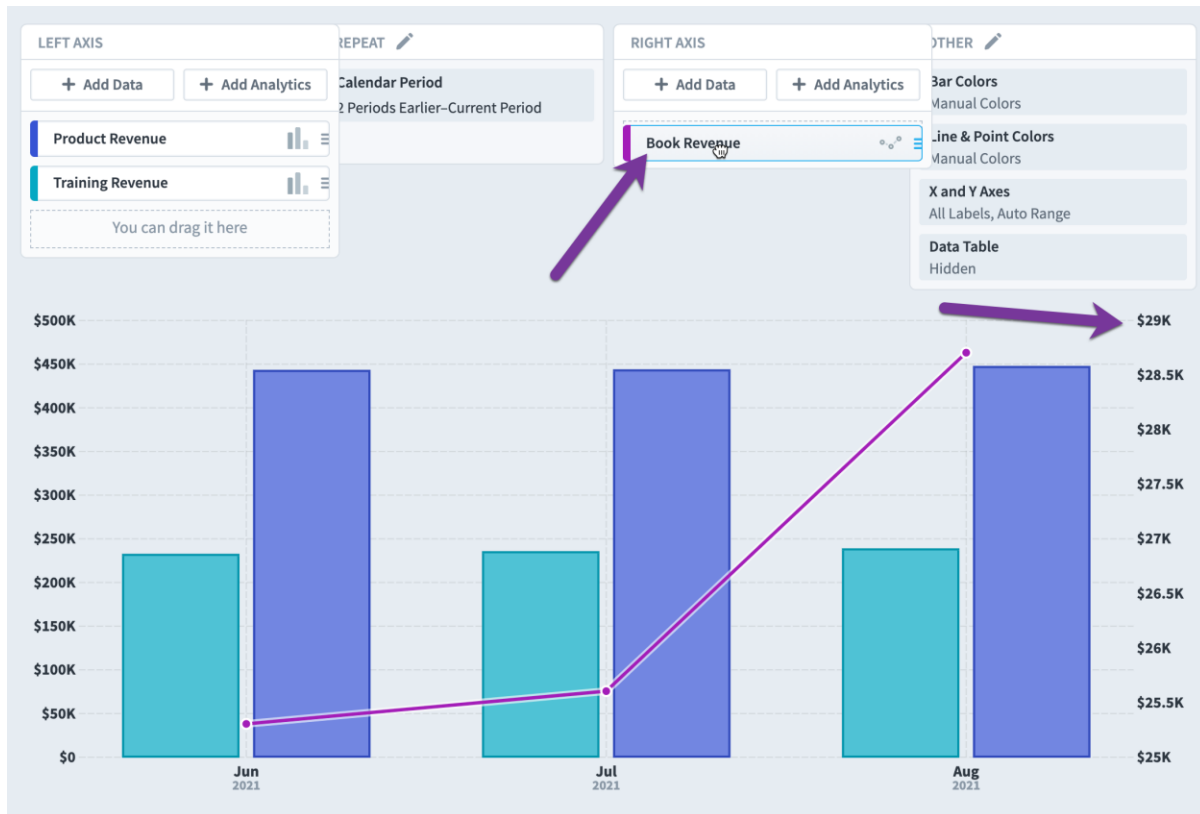 LEFT AXIS
+ Add Data
+ Add Analytics
Product Revenue
Training Revenue
You can drag it here
REPEAT
Calendar Period
2 Periods Earlier–Current Period
RIGHT AXIS
+ Add Data
+ Add Analytics
Book Revenue
OTHER
Bar Colors
Manual Colors
Line & Point Colors
Manual Colors
X and Y Axes
All Labels, Auto Range
Data Table
Hidden
$500K
$450K
$400K
$350K
$300K
$250K
$200K
$150K
$100K
$50K
$0
$29K
$28.5K
$28K
$27.5K
$27K
$26.5K
$26K
$25.5K
$25K
Jun
2021
Jul
2021
Aug
2021